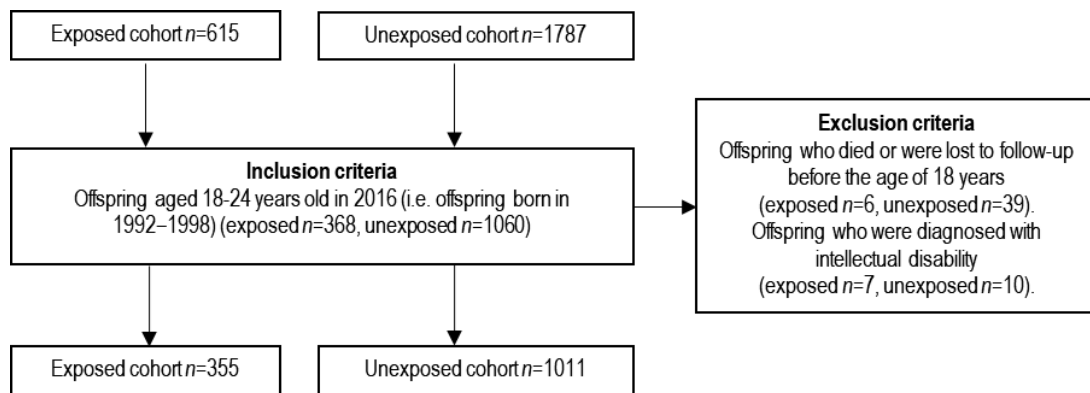 Exposed cohort n=615
Unexposed cohort n=1787
Inclusion criteria
Offspring aged 18-24 years old in 2016 (i.e. offspring born in
1992–1998) (exposed n=368, unexposed n=1060)
Exclusion criteria
Offspring who died or were lost to follow-up
before the age of 18 years
(exposed n=6, unexposed n=39).
Offspring who were diagnosed with
intellectual disability
(exposed n=7, unexposed n=10).
Exposed cohort n=355
Unexposed cohort n=1011